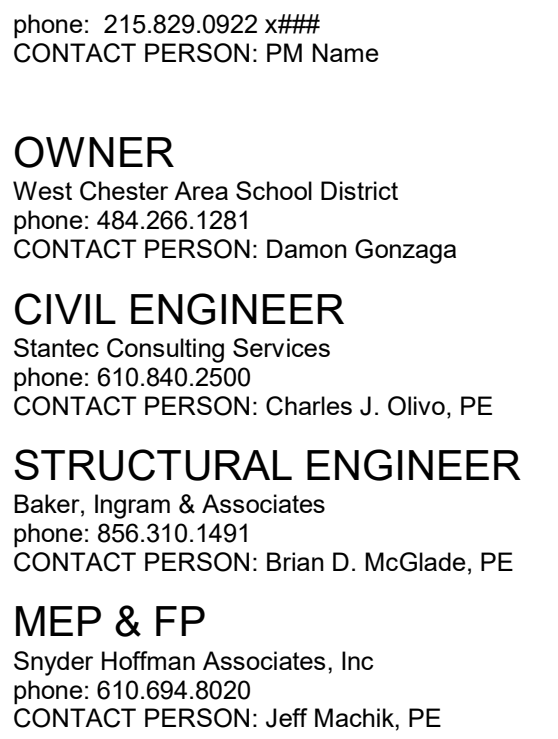 phone:  215.829.0922 x###
CONTACT PERSON: PM Name
OWNER
West Chester Area School District
phone: 484.266.1281
CONTACT PERSON: Damon Gonzaga
CIVIL ENGINEER
Stantec Consulting Services
phone: 610.840.2500
CONTACT PERSON: Charles J. Olivo, PE
STRUCTURAL ENGINEER
Baker, Ingram & Associates
phone: 856.310.1491
CONTACT PERSON: Brian D. McGlade, PE
MEP & FP
Snyder Hoffman Associates, Inc
phone: 610.694.8020
CONTACT PERSON: Jeff Machik, PE